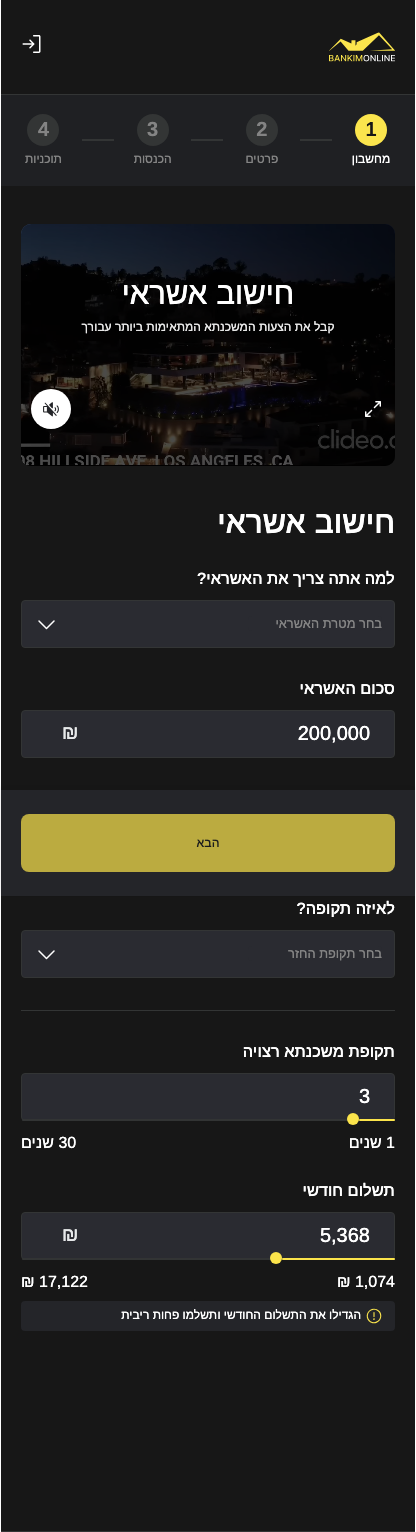 BANKIMONLINE
1
2
3
4
מחשבון
פרטים
הכנסות
תוכניות
חישוב אשראי
קבל את הצעות המשכנתא המתאימות ביותר עבורך
clideo.c
98 HILLSIDE AVE, LOS ANGELES ,CA
חישוב אשראי
למה אתה צריך את האשראי?
בחר מטרת האשראי
סכום האשראי
200,000 ₪
הבא
לאיזה תקופה?
בחר תקופת החזר
תקופת משכנתא רצויה
3
1 שנים
30 שנים
תשלום חודשי
5,368 ₪
1,074 ₪
17,122 ₪
הגדילו את התשלום החודשי ותשלמו פחות ריבית